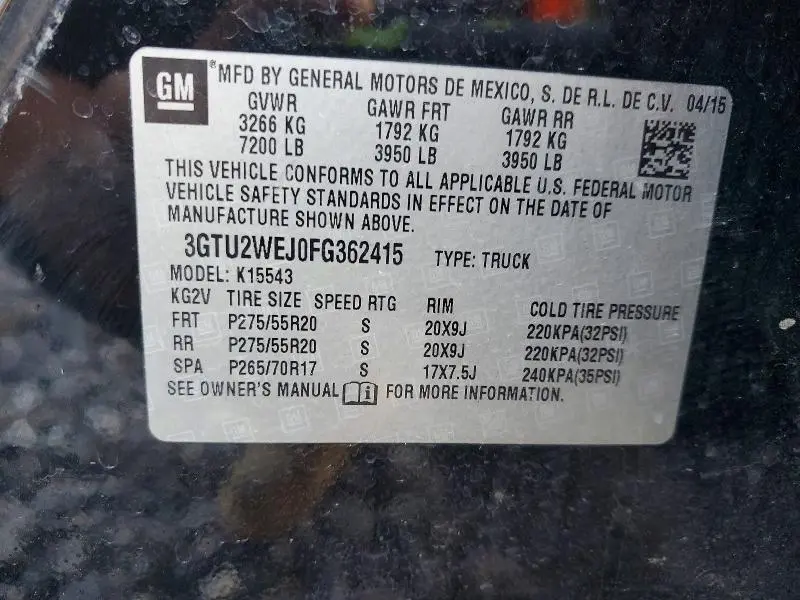 GM
®MFD BY GENERAL MOTORS DE MEXICO, S. DE R.L. DE C.V. 04/15
GVWR GAWR FRT GAWR RR
3266 KG 1792 KG 1792 KG
7200 LB 3950 LB 3950 LB
THIS VEHICLE CONFORMS TO ALL APPLICABLE U.S. FEDERAL MOTOR
VEHICLE SAFETY STANDARDS IN EFFECT ON THE DATE OF
MANUFACTURE SHOWN ABOVE.
3GTU2WEJ0FG362415 TYPE: TRUCK
MODEL: K15543
KG2V TIRE SIZE SPEED RTG RIM COLD TIRE PRESSURE
FRT P275/55R20 S 20X9J 220KPA(32PSI)
RR P275/55R20 S 20X9J 220KPA(32PSI)
SPA P265/70R17 S 17X7.5J 240KPA(35PSI)
SEE OWNER'S MANUAL FOR MORE INFORMATION.